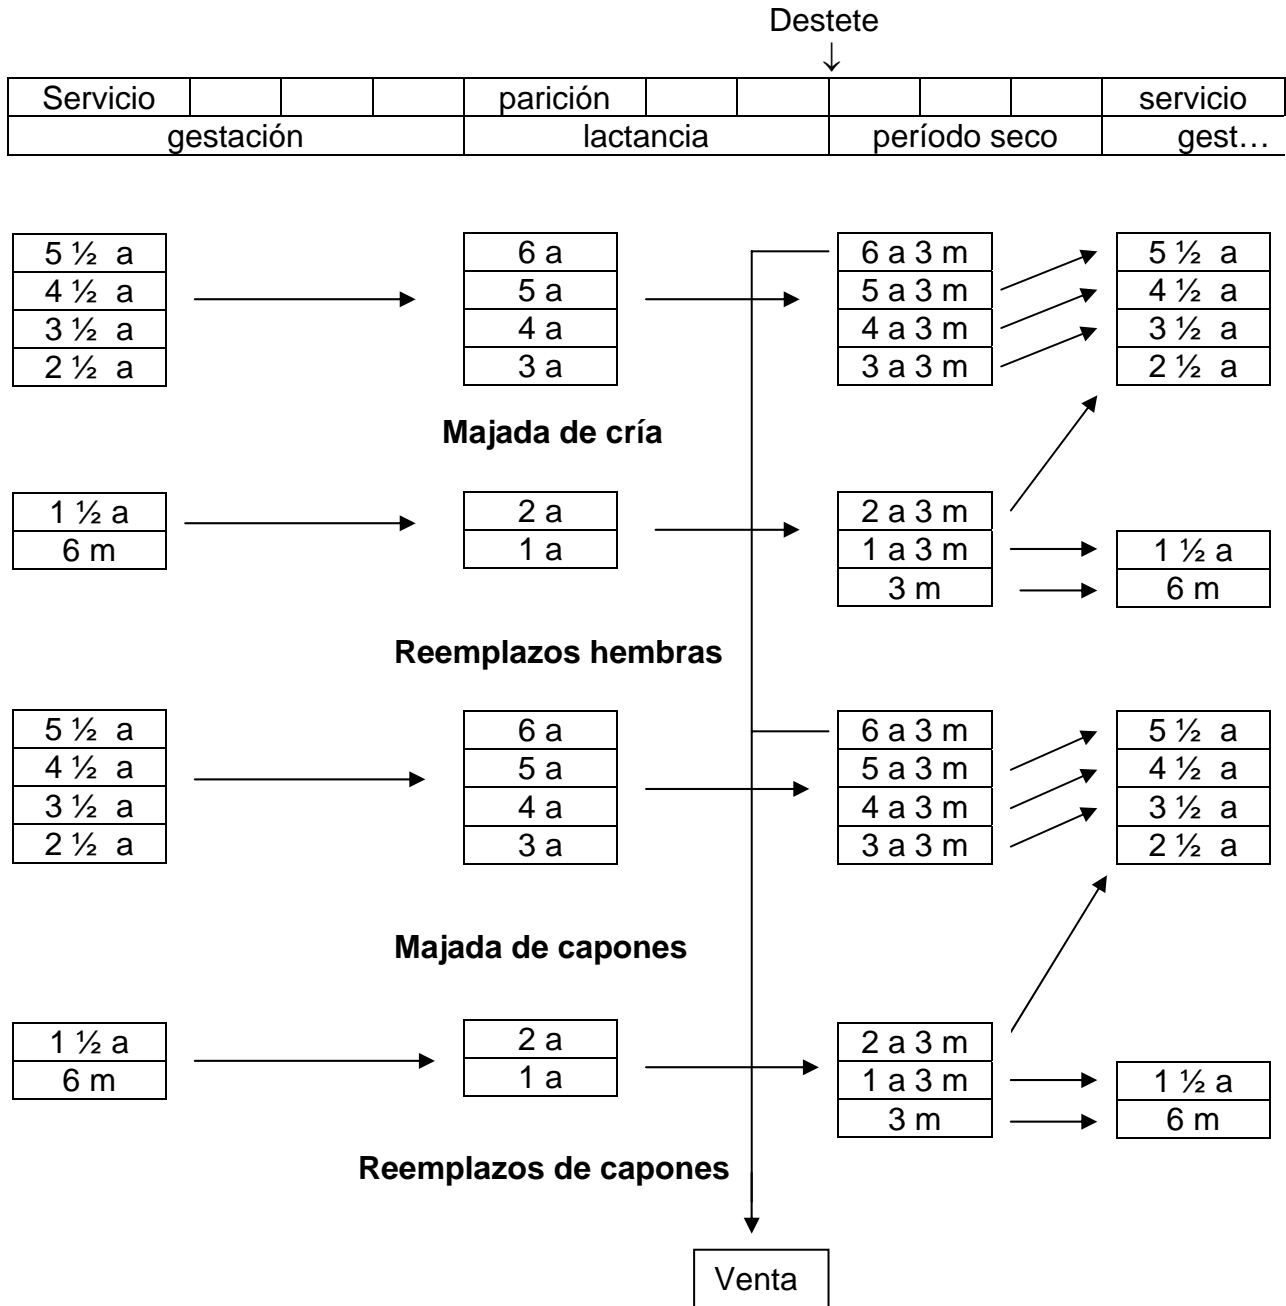 Destete
Servicio parición servicio
gestación lactancia período seco gest...
5 ½ a 6 a 6 a 3 m 5 ½ a
4 ½ a 5 a 5 a 3 m 4 ½ a
3 ½ a 4 a 4 a 3 m 3 ½ a
2 ½ a 3 a 3 a 3 m 2 ½ a
Majada de cría
1 ½ a 2 a 2 a 3 m
6 m 1 a 1 a 3 m 1 ½ a
3 m 6 m
Reemplazos hembras
5 ½ a 6 a 6 a 3 m 5 ½ a
4 ½ a 5 a 5 a 3 m 4 ½ a
3 ½ a 4 a 4 a 3 m 3 ½ a
2 ½ a 3 a 3 a 3 m 2 ½ a
Majada de capones
1 ½ a 2 a 2 a 3 m
6 m 1 a 1 a 3 m 1 ½ a
3 m 6 m
Reemplazos de capones
Venta